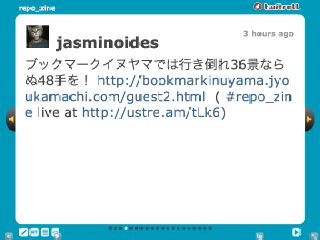 repo_zine
twitrell
jasminoides
3 hours ago
ブックマークイヌヤマでは行き倒れ36景なら
ぬ48手を！ http://bookmarkinuyama.jyo
ukamachi.com/guest2.html ( #repo_zin
e live at http://ustre.am/tLk6)